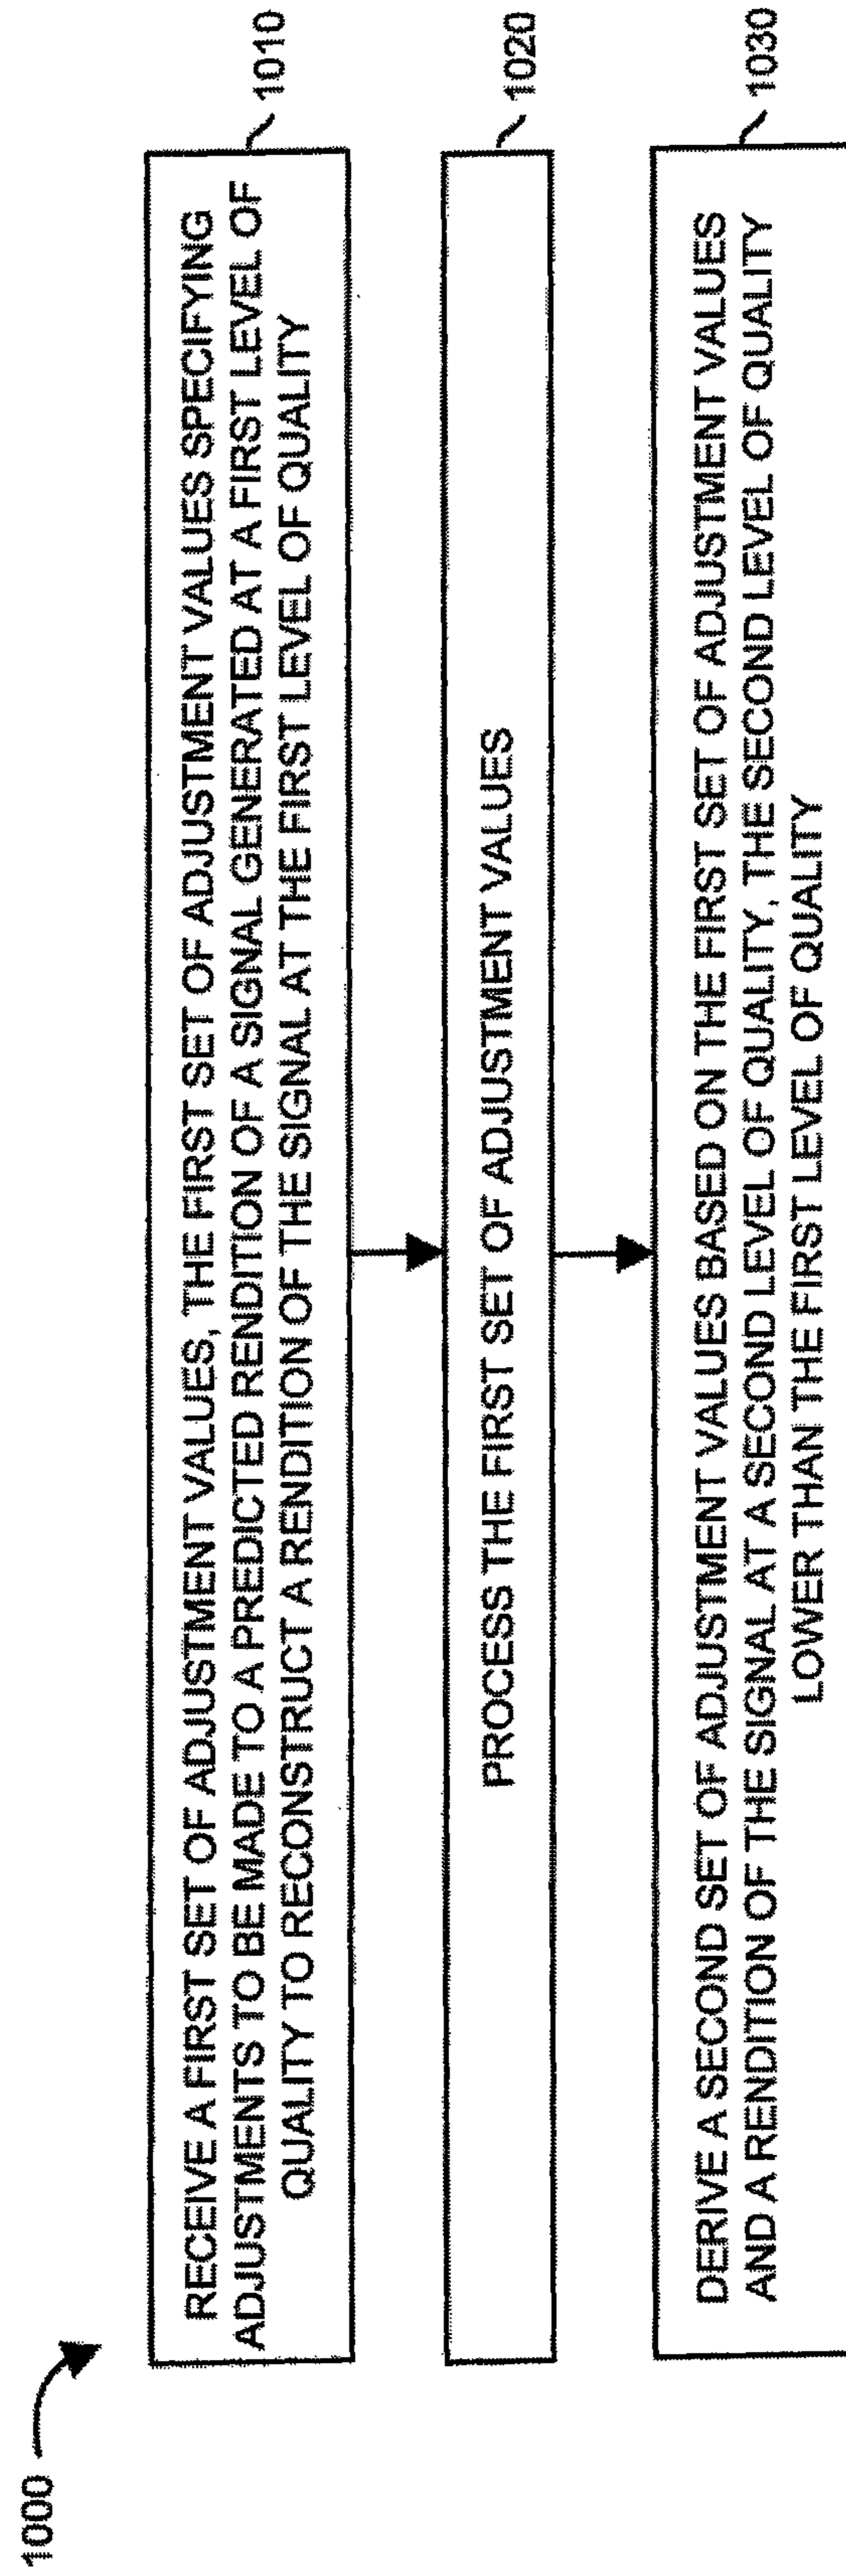 1000
RECEIVE A FIRST SET OF ADJUSTMENT VALUES, THE FIRST SET OF ADJUSTMENT VALUES SPECIFYING
ADJUSTMENTS TO BE MADE TO A PREDICTED RENDITION OF A SIGNAL GENERATED AT A FIRST LEVEL OF
QUALITY TO RECONSTRUCT A RENDITION OF THE SIGNAL AT THE FIRST LEVEL OF QUALITY
1010
PROCESS THE FIRST SET OF ADJUSTMENT VALUES
1020
DERIVE A SECOND SET OF ADJUSTMENT VALUES BASED ON THE FIRST SET OF ADJUSTMENT VALUES
AND A RENDITION OF THE SIGNAL AT A SECOND LEVEL OF QUALITY, THE SECOND LEVEL OF QUALITY
LOWER THAN THE FIRST LEVEL OF QUALITY
1030